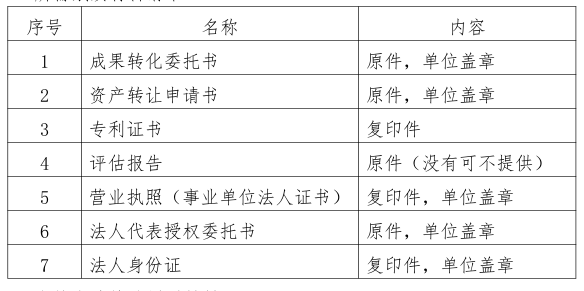 序号 名称 内容
1 成果转化委托书 原件，单位盖章
2 资产转让申请书 原件，单位盖章
3 专利证书 复印件
4 评估报告 原件（没有可不提供）
5 营业执照（事业单位法人证书） 复印件，单位盖章
6 法人代表授权委托书 原件，单位盖章
7 法人身份证 复印件，单位盖章